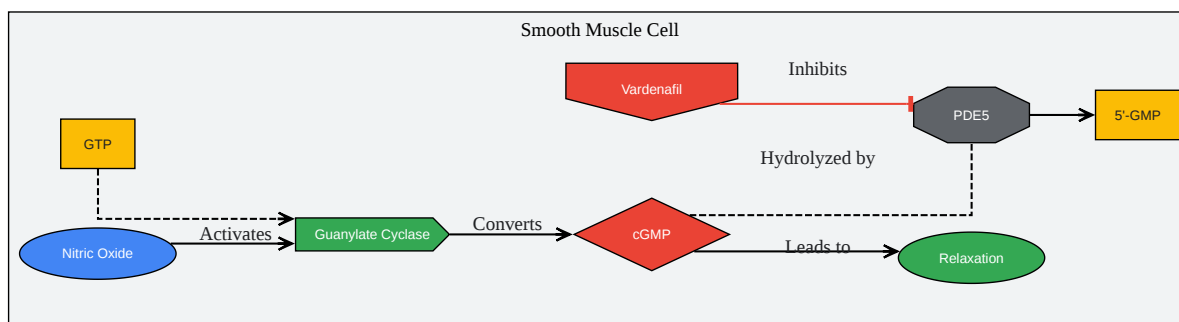 Smooth Muscle Cell
Inhibits
Vardenafil
PDE5
5'-GMP
GTP
Hydrolyzed by
Activates
Guanylate Cyclase
Converts
cGMP
Leads to
Nitric Oxide
Relaxation